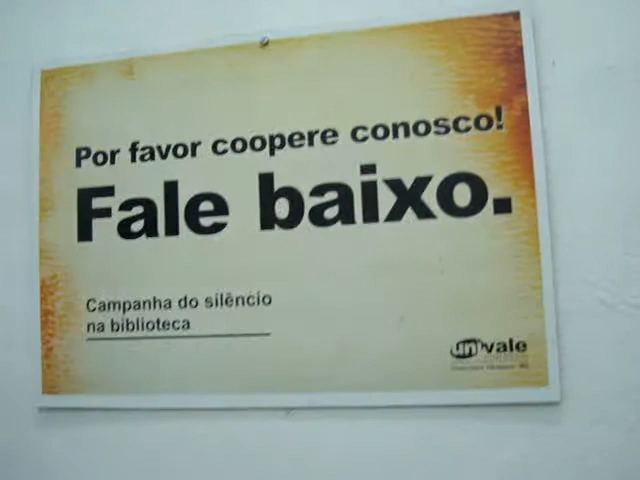 Por favor coopere conosco!
Fale baixo.
Campanha do silêncio
na biblioteca
univale